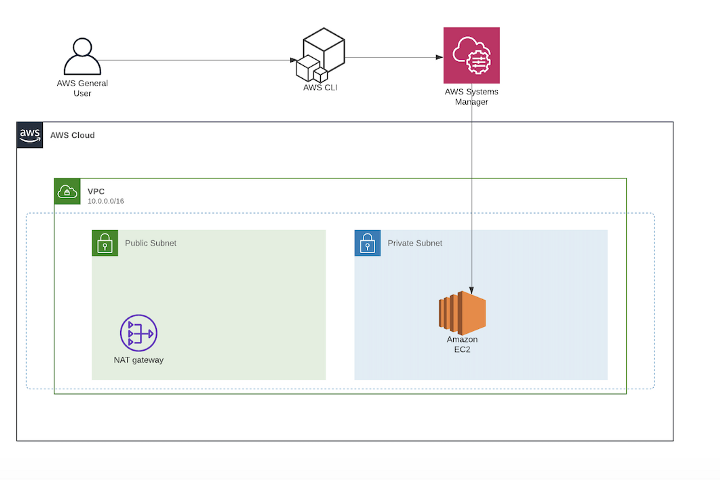 AWS General
User
AWS CLI
AWS Systems
Manager
aws
AWS Cloud
VPC
10.0.0.0/16
Public Subnet
Private Subnet
NAT gateway
Amazon
EC2